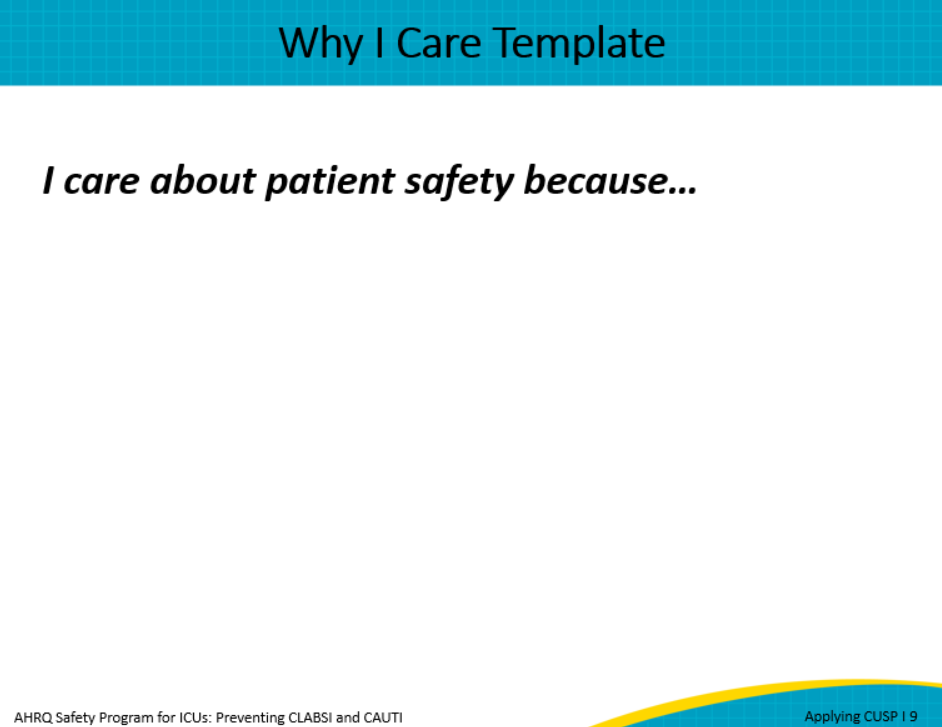 Why I Care Template
I care about patient safety because...
AHRQ Safety Program for ICUs: Preventing CLABSI and CAUTI
Applying CUSP I 9